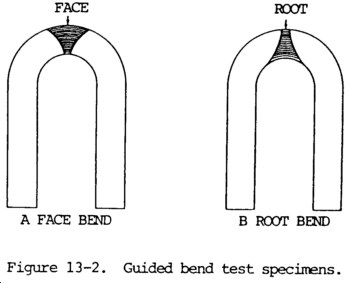 FACE
ROOT
A FACE BEND
B ROOT BEND
Figure 13-2. Guided bend test specimens.